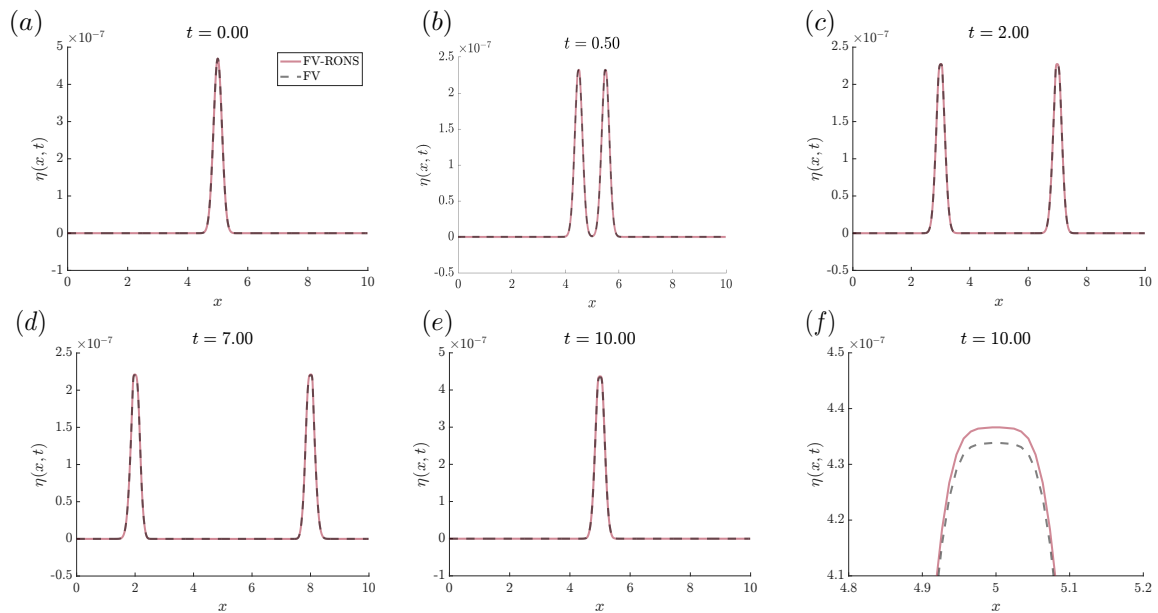 (a)
t = 0.00
×10⁻⁷
5
4
3
2
1
0
-1
0 2 4 6 8 10
η(x, t)
x
FV-RONS
FV
(b)
t = 0.50
×10⁻⁷
2.5
2
1.5
1
0.5
0
-0.5
0 2 4 6 8 10
η(x, t)
x
(c)
t = 2.00
×10⁻⁷
2.5
2
1.5
1
0.5
0
-0.5
0 2 4 6 8 10
η(x, t)
x
(d)
t = 7.00
×10⁻⁷
2.5
2
1.5
1
0.5
0
-0.5
0 2 4 6 8 10
η(x, t)
x
(e)
t = 10.00
×10⁻⁷
5
4
3
2
1
0
-1
0 2 4 6 8 10
η(x, t)
x
(f)
t = 10.00
×10⁻⁷
4.5
4.4
4.3
4.2
4.1
4.8 4.9 5 5.1 5.2
η(x, t)
x